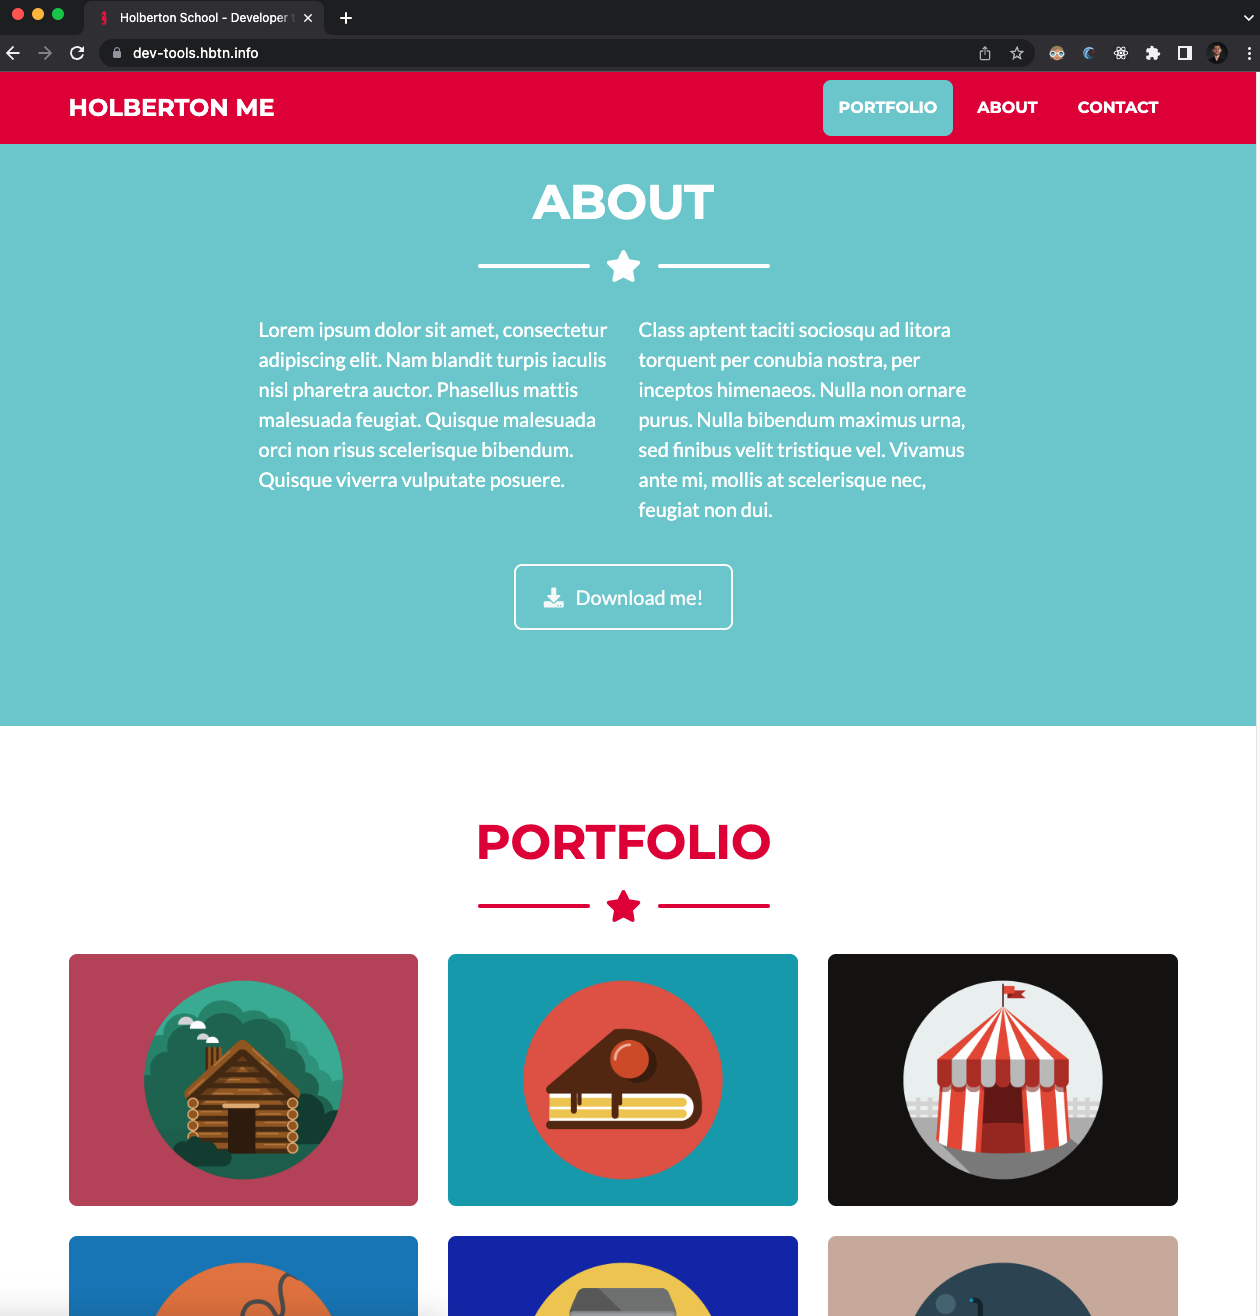 Holberton School - Developer
dev-tools.hbtn.info
HOLBERTON ME
PORTFOLIO
ABOUT
CONTACT
ABOUT
Lorem ipsum dolor sit amet, consectetur
adipiscing elit. Nam blandit turpis iaculis
nisl pharetra auctor. Phasellus mattis
malesuada feugiat. Quisque malesuada
orci non risus scelerisque bibendum.
Quisque viverra vulputate posuere.
Class aptent taciti sociosqu ad litora
torquent per conubia nostra, per
inceptos himenaeos. Nulla non ornare
purus. Nulla bibendum maximus urna,
sed finibus velit tristique vel. Vivamus
ante mi, mollis at scelerisque nec,
feugiat non dui.
Download me!
PORTFOLIO